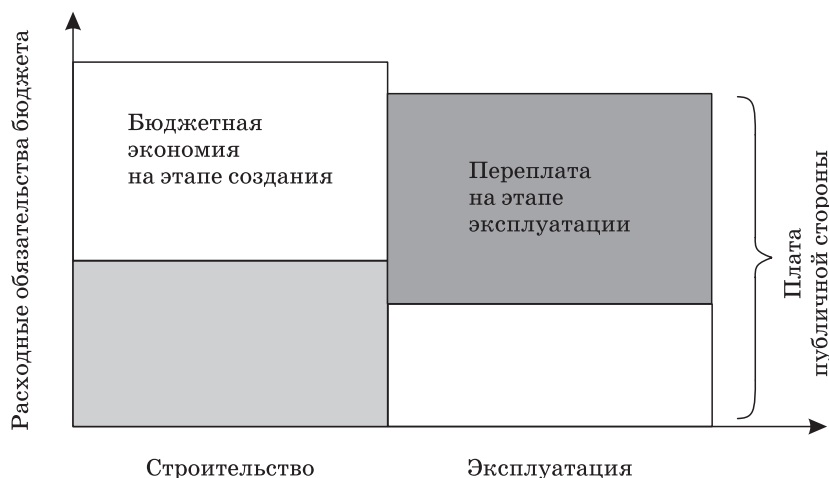 Расходные обязательства бюджета
Бюджетная
экономия
на этапе создания
Переплата
на этапе
эксплуатации
Плата
публичной стороны
Строительство
Эксплуатация